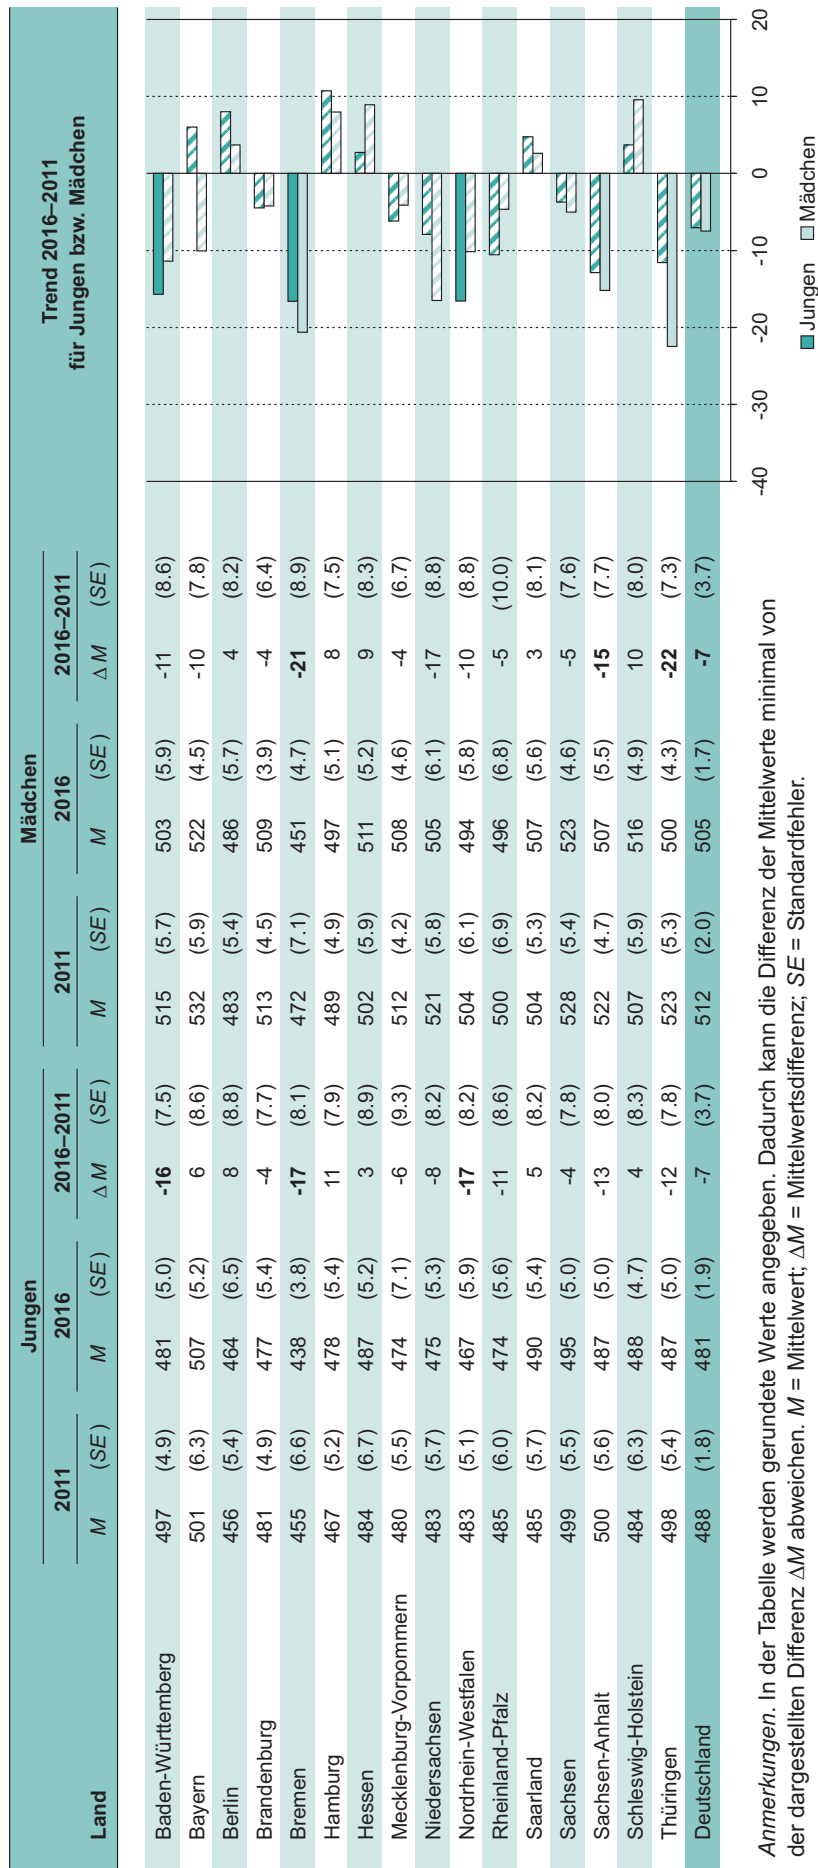 Jungen Mädchen Trend 2016–2011
2011 2016 2016–2011 2011 2016 2016–2011 für Jungen bzw. Mädchen
Land M (SE) M (SE) Δ M (SE) M (SE) M (SE) Δ M (SE)
Baden-Württemberg 497 (4.9) 481 (5.0) -16 (7.5) 515 (5.7) 503 (5.9) -11 (8.6)
Bayern 501 (6.3) 507 (5.2) 6 (8.6) 532 (5.9) 522 (4.5) -10 (7.8)
Berlin 456 (5.4) 464 (6.5) 8 (8.8) 483 (5.4) 486 (5.7) 4 (8.2)
Brandenburg 481 (4.9) 477 (5.4) -4 (7.7) 513 (4.5) 509 (3.9) -4 (6.4)
Bremen 455 (6.6) 438 (3.8) -17 (8.1) 472 (7.1) 451 (4.7) -21 (8.9)
Hamburg 467 (5.2) 478 (5.4) 11 (7.9) 489 (4.9) 497 (5.1) 8 (7.5)
Hessen 484 (6.7) 487 (5.2) 3 (8.9) 502 (5.9) 511 (5.2) 9 (8.3)
Mecklenburg-Vorpommern 480 (5.5) 474 (7.1) -6 (9.3) 512 (4.2) 508 (4.6) -4 (6.7)
Niedersachsen 483 (5.7) 475 (5.3) -8 (8.2) 521 (5.8) 505 (6.1) -17 (8.8)
Nordrhein-Westfalen 483 (5.1) 467 (5.9) -17 (8.2) 504 (6.1) 494 (5.8) -10 (8.8)
Rheinland-Pfalz 485 (6.0) 474 (5.6) -11 (8.6) 500 (6.9) 496 (6.8) -5 (10.0)
Saarland 485 (5.7) 490 (5.4) 5 (8.2) 504 (5.3) 507 (5.6) 3 (8.1)
Sachsen 499 (5.5) 495 (5.0) -4 (7.8) 528 (5.4) 523 (4.6) -5 (7.6)
Sachsen-Anhalt 500 (5.6) 487 (5.0) -13 (8.0) 522 (4.7) 507 (5.5) -15 (7.7)
Schleswig-Holstein 484 (6.3) 488 (4.7) 4 (8.3) 507 (5.9) 516 (4.9) 10 (8.0)
Thüringen 498 (5.4) 487 (5.0) -12 (7.8) 523 (5.3) 500 (4.3) -22 (7.3)
Deutschland 488 (1.8) 481 (1.9) -7 (3.7) 512 (2.0) 505 (1.7) -7 (3.7)
-40 -30 -20 -10 0 10 20
Jungen Mädchen
Anmerkungen. In der Tabelle werden gerundete Werte angegeben. Dadurch kann die Differenz der Mittelwerte minimal von
der dargestellten Differenz ΔM abweichen. M = Mittelwert; ΔM = Mittelwertsdifferenz; SE = Standardfehler.